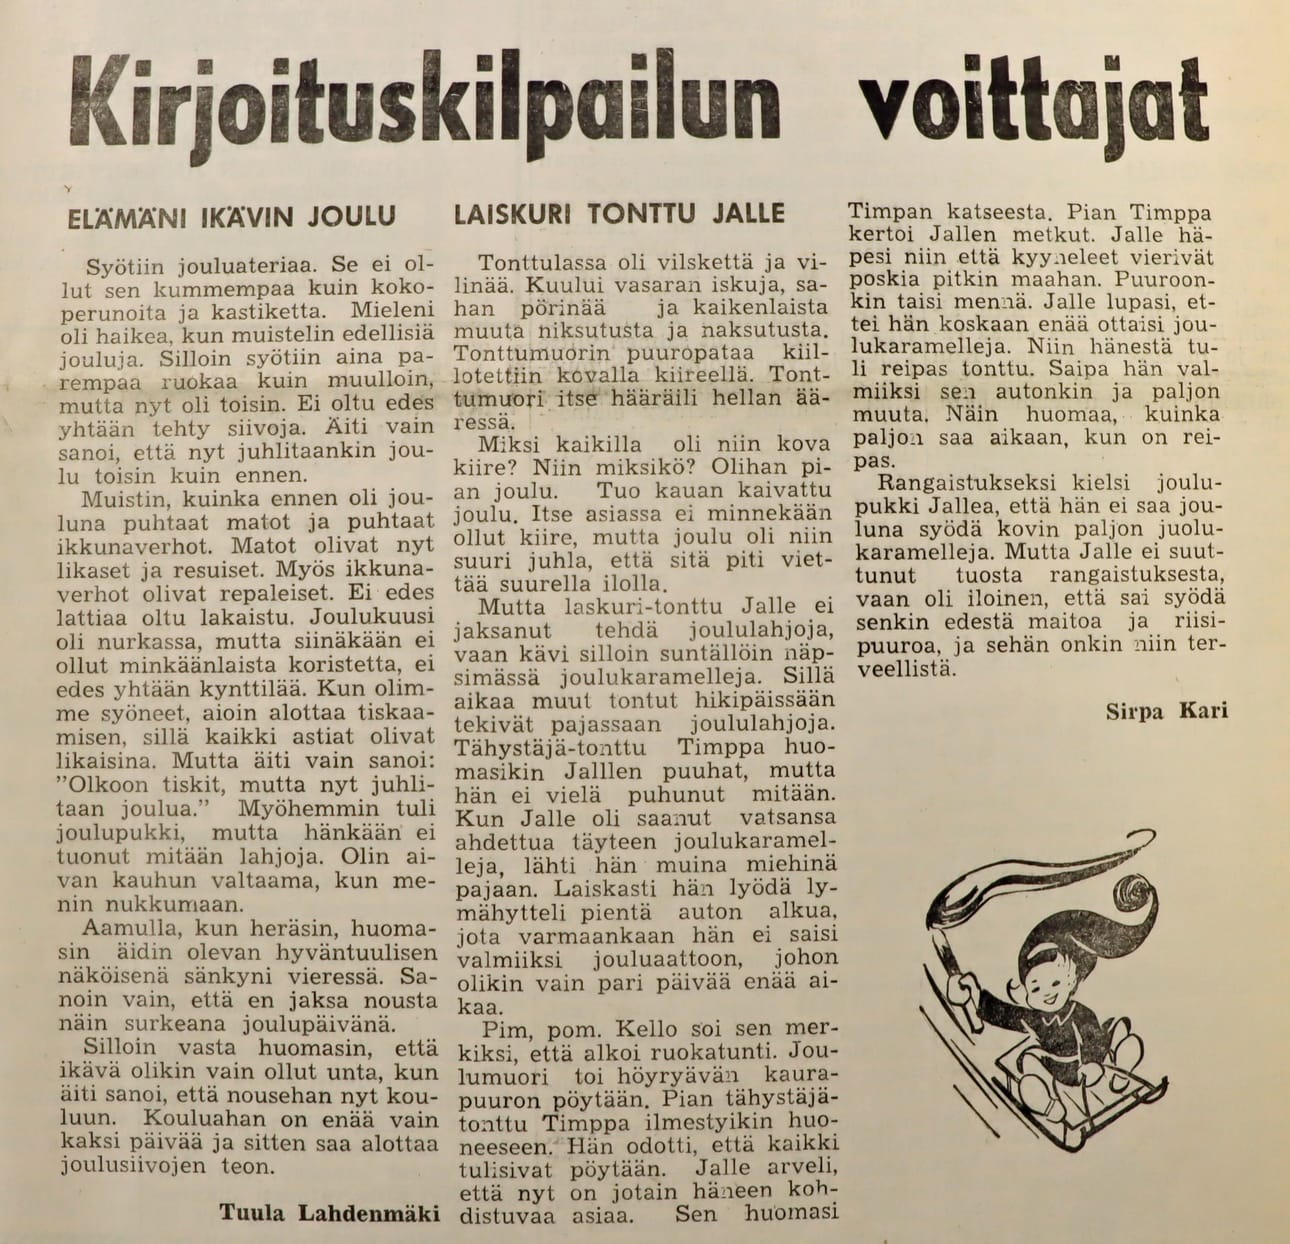 Kirjoituskilpailun voittajat
ELÄMÄNI IKÄVIN JOULU
Syötiin jouluateriaa. Se ei ol-
lut sen kummempaa kuin koko-
perunoita ja kastiketta. Mieleni
oli haikea, kun muistelin edellisiä
jouluja. Silloin syötiin aina pa-
rempaa ruokaa kuin muulloin,
mutta nyt oli toisin. Ei oltu edes
yhtään tehty siivoja. Äiti vain
sanoi, että nyt juhlitaankin jou-
lu toisin kuin ennen.
Muistin, kuinka ennen oli jou-
luna puhtaat matot ja puhtaat
ikkunaverhot. Matot olivat nyt
likaset ja resuiset. Myös ikkuna-
verhot olivat repaleiset. Ei edes
lattiaa oltu lakaistu. Joulukuusi
oli nurkassa, mutta siinäkään ei
ollut minkäänlaista koristetta, ei
edes yhtään kynttilää. Kun olim-
me syöneet, aioin alottaa tiskaa-
misen, sillä kaikki astiat olivat
likaisina. Mutta äiti vain sanoi:
”Olkoon tiskit, mutta nyt juhli-
taan joulua.” Myöhemmin tuli
joulupukki, mutta hänkään ei
tuonut mitään lahjoja. Olin ai-
van kauhun valtaama, kun me-
nin nukkumaan.
Aamulla, kun heräsin, huoma-
sin äidin olevan hyväntuulisen
näköisenä sänkyni vieressä. Sa-
noin vain, että en jaksa nousta
näin surkeana joulupäivänä.
Silloin vasta huomasin, että
ikävä olikin vain ollut unta, kun
äiti sanoi, että nousehan nyt kou-
luun. Kouluahan on enää vain
kaksi päivää ja sitten saa alottaa
joulusiivojen teon.
Tuula Lahdenmäki
LAISKURI TONTTU JALLE
Tonttulassa oli vilskettä ja vi-
linää. Kuului vasaran iskuja, sa-
han pörinää ja kaikenlaista
muuta niksutusta ja naksutusta.
Tonttumuorin puuropataa kiil-
lotettiin kovalla kiireellä. Tont-
tumuori itse hääräili hellan ää-
ressä.
Miksi kaikilla oli niin kova
kiire? Niin miksikö? Olihan pi-
an joulu. Tuo kauan kaivattu
joulu. Itse asiassa ei minnekään
ollut kiire, mutta joulu oli niin
suuri juhla, että sitä piti viet-
tää suurella ilolla.
Mutta laskuri-tonttu Jalle ei
jaksanut tehdä joululahjoja,
vaan kävi silloin suntällöin näp-
simässä joulukaramelleja. Sillä
aikaa muut tontut hikipäissään
tekivät pajassaan joululahjoja.
Tähystäjä-tonttu Timppa huo-
masikin Jalllen puuhat, mutta
hän ei vielä puhunut mitään.
Kun Jalle oli saanut vatsansa
ahdettua täyteen joulukaramel-
leja, lähti hän muina miehinä
pajaan. Laiskasti hän lyödä ly-
mähytteli pientä auton alkua,
jota varmaankaan hän ei saisi
valmiiksi jouluaattoon, johon
olikin vain pari päivää enää ai-
kaa.
Pim, pom. Kello soi sen mer-
kiksi, että alkoi ruokatunti. Jou-
lumuori toi höyryävän kaura-
puuron pöytään. Pian tähystäjä-
tonttu Timppa ilmestyikin huo-
neeseen. Hän odotti, että kaikki
tulisivat pöytään. Jalle arveli,
että nyt on jotain häneen koh-
distuvaa asiaa. Sen huomasi
Timpan katseesta. Pian Timppa
kertoi Jallen metkut. Jalle hä-
pesi niin että kyyneleet vierivät
poskia pitkin maahan. Puuroon-
kin taisi mennä. Jalle lupasi, et-
tei hän koskaan enää ottaisi jou-
lukaramelleja. Niin hänestä tu-
li reipas tonttu. Saipa hän val-
miiksi sen autonkin ja paljon
muuta. Näin huomaa, kuinka
paljon saa aikaan, kun on rei-
pas.
Rangaistukseksi kielsi joulu-
pukki Jallea, että hän ei saa jou-
luna syödä kovin paljon juolu-
karamelleja. Mutta Jalle ei suut-
tunut tuosta rangaistuksesta,
vaan oli iloinen, että sai syödä
senkin edestä maitoa ja riisi-
puuroa, ja sehän onkin niin ter-
veellistä.
Sirpa Kari